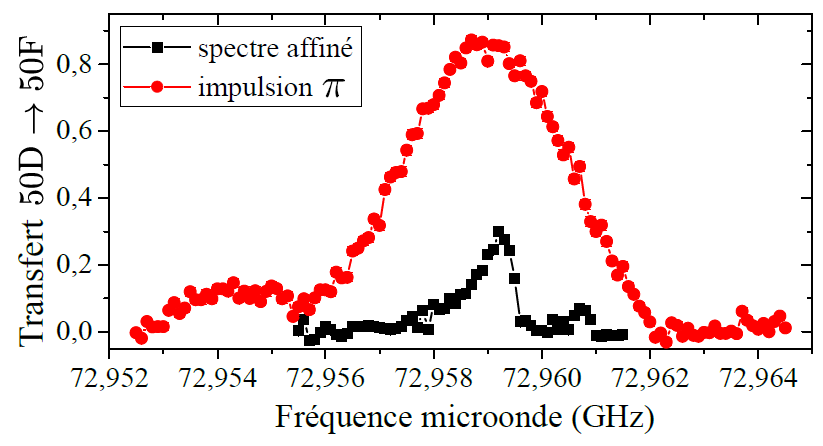 spectre affiné
impulsion π
0,8
0,6
0,4
0,2
0,0
Transfert 50D → 50F
72,952 72,954 72,956 72,958 72,960 72,962 72,964
Fréquence microonde (GHz)